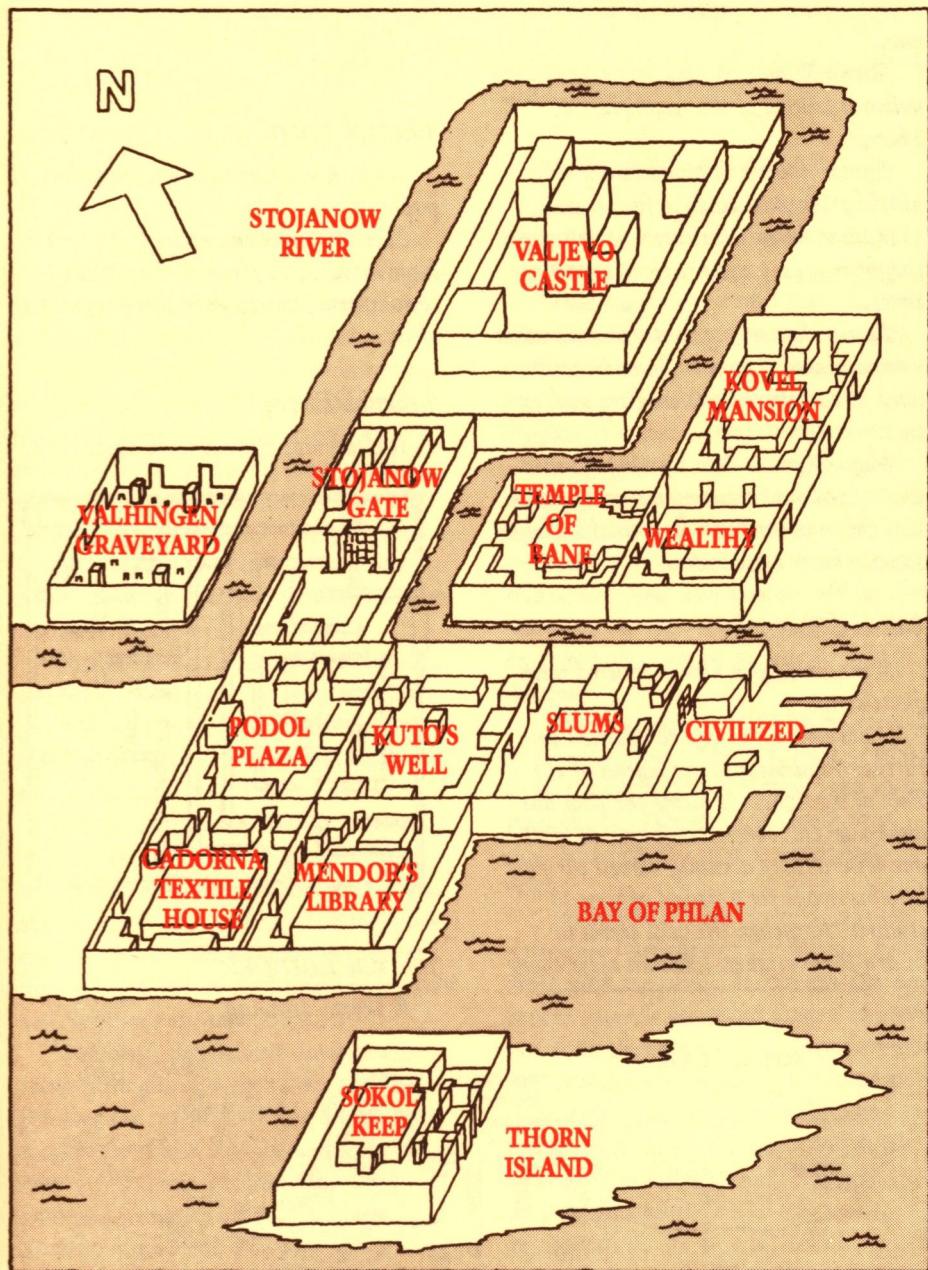 N
STOJANOW
RIVER
VALJEVO
CASTLE
KOVEL
MANSION
STOJANOW
GATE
TEMPLE
OF
BANE
WEALTHY
VALHINGEN
GRAVEYARD
PODOL
PLAZA
KUTO'S
WELL
SLUMS
CIVILIZED
CADORNA
TEXTILE
HOUSE
MENDOR'S
LIBRARY
BAY OF PHLAN
SOKOL
KEEP
THORN
ISLAND